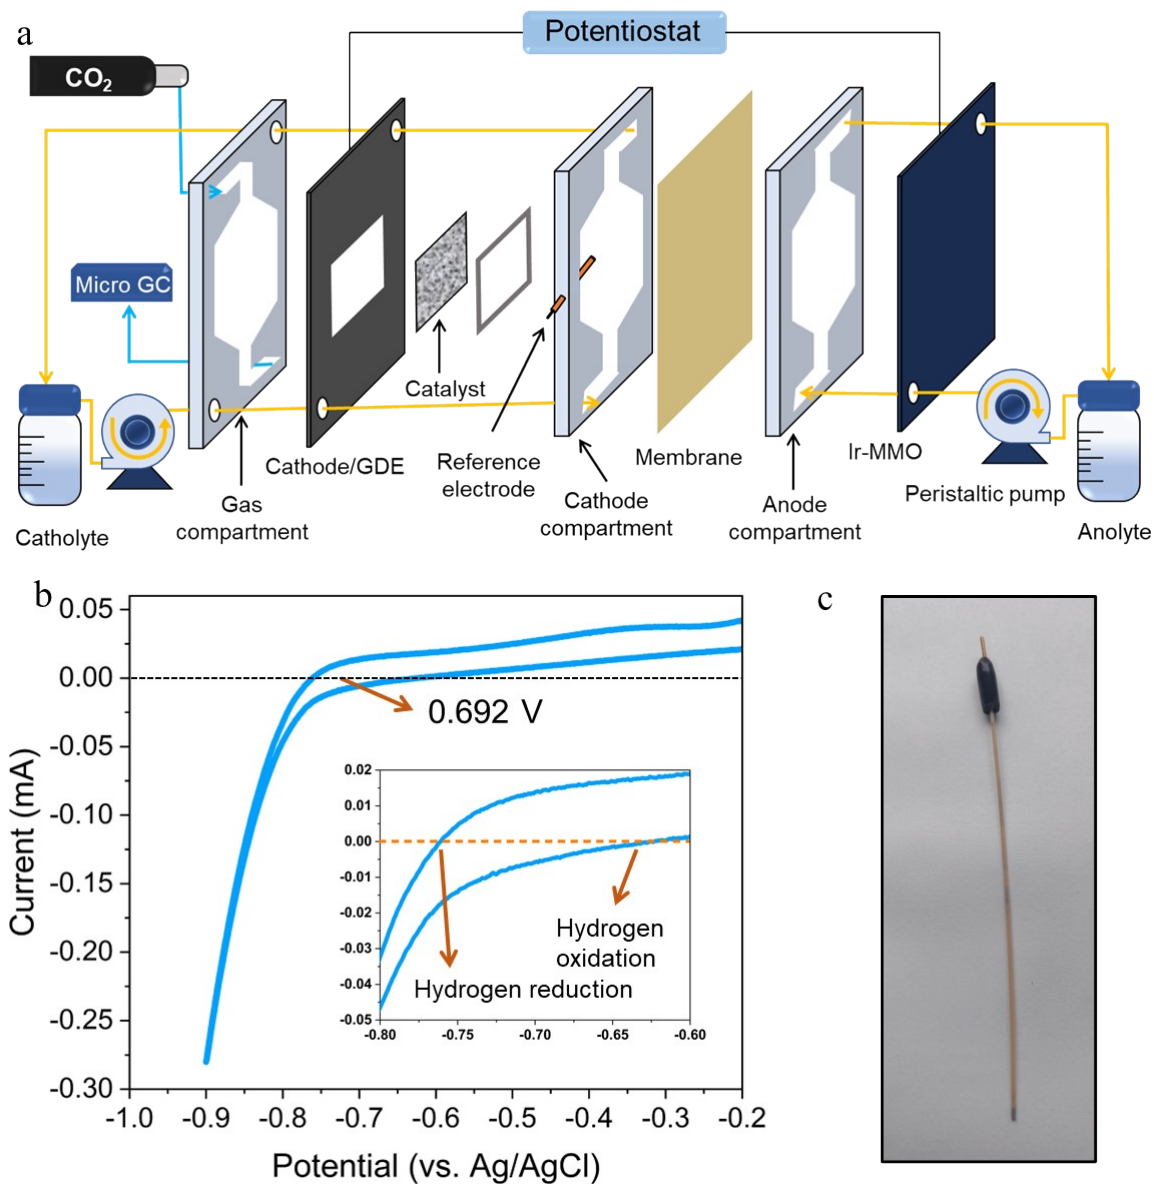 a
Potentiostat
CO₂
Micro GC
Catalyst
Cathode/GDE
Reference
electrode
Membrane
Ir-MMO
Gas
compartment
Cathode
compartment
Anode
compartment
Peristaltic pump
Catholyte
Anolyte
b
c
0.05
0.00
-0.05
-0.10
-0.15
-0.20
-0.25
-0.30
Current (mA)
0.692 V
0.02
0.01
0.00
-0.01
-0.02
-0.03
-0.04
-0.05
Hydrogen
oxidation
Hydrogen reduction
-0.80
-0.75
-0.70
-0.65
-0.60
-1.0
-0.9
-0.8
-0.7
-0.6
-0.5
-0.4
-0.3
-0.2
Potential (vs. Ag/AgCl)